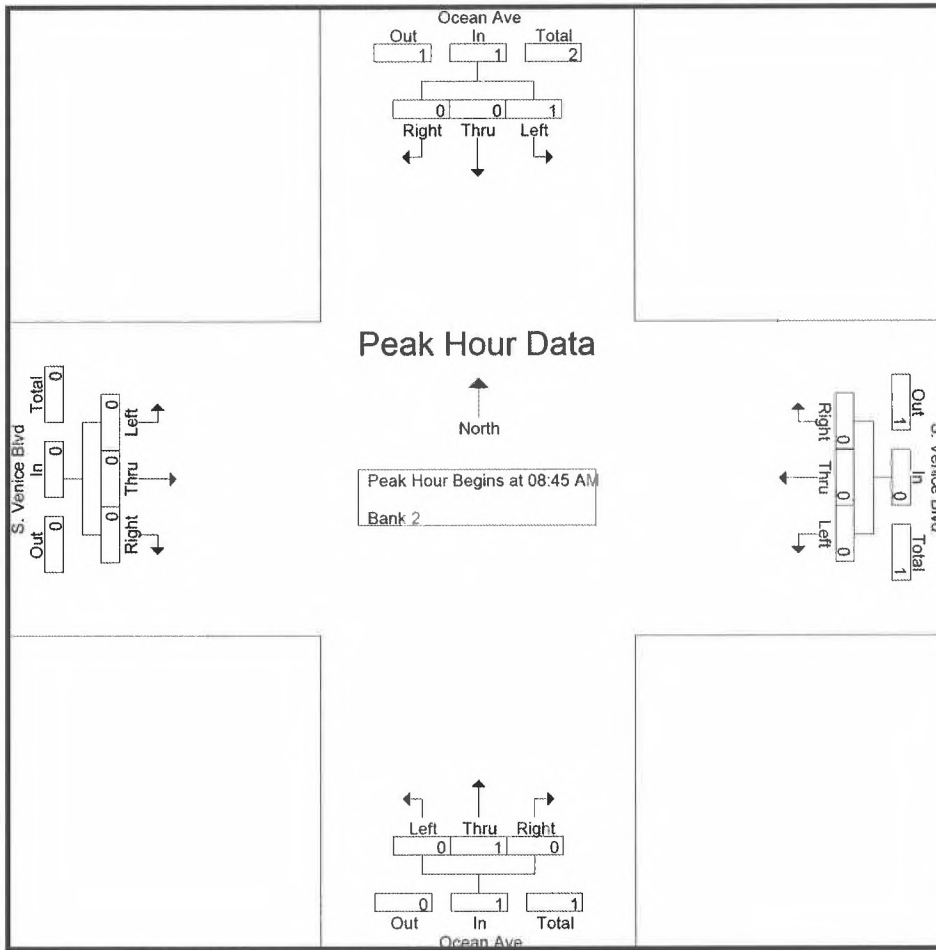 Ocean Ave
Out In Total
1 1 2
0 0 1
Right Thru Left
Peak Hour Data
North
Peak Hour Begins at 08:45 AM
Bank 2
S. Venice Blvd
Total In Out
0 0 0
0 0 0
Left Thru Right
S. Venice Blvd
Out In Total
1 0 1
0 0 0
Right Thru Left
Left Thru Right
0 1 0
0 1 1
Out In Total
Ocean Ave